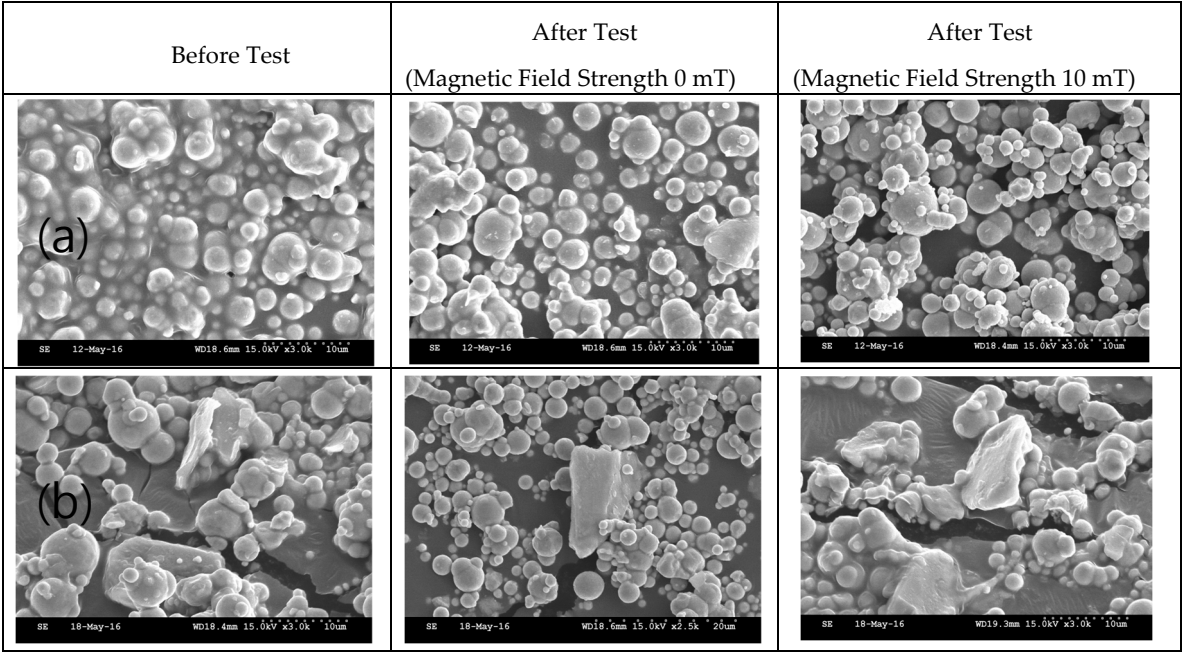 Before Test
After Test
(Magnetic Field Strength 0 mT)
After Test
(Magnetic Field Strength 10 mT)
(a)
SE 12-May-16 WD18.6mm 15.0kV x3.0k 10um
SE 12-May-16 WD18.6mm 15.0kV x3.0k 10um
SE 12-May-16 WD18.4mm 15.0kV x3.0k 10um
(b)
SE 18-May-16 WD18.4mm 15.0kV x3.0k 10um
SE 18-May-16 WD18.6mm 15.0kV x2.5k 20um
SE 18-May-16 WD19.3mm 15.0kV x3.0k 10um